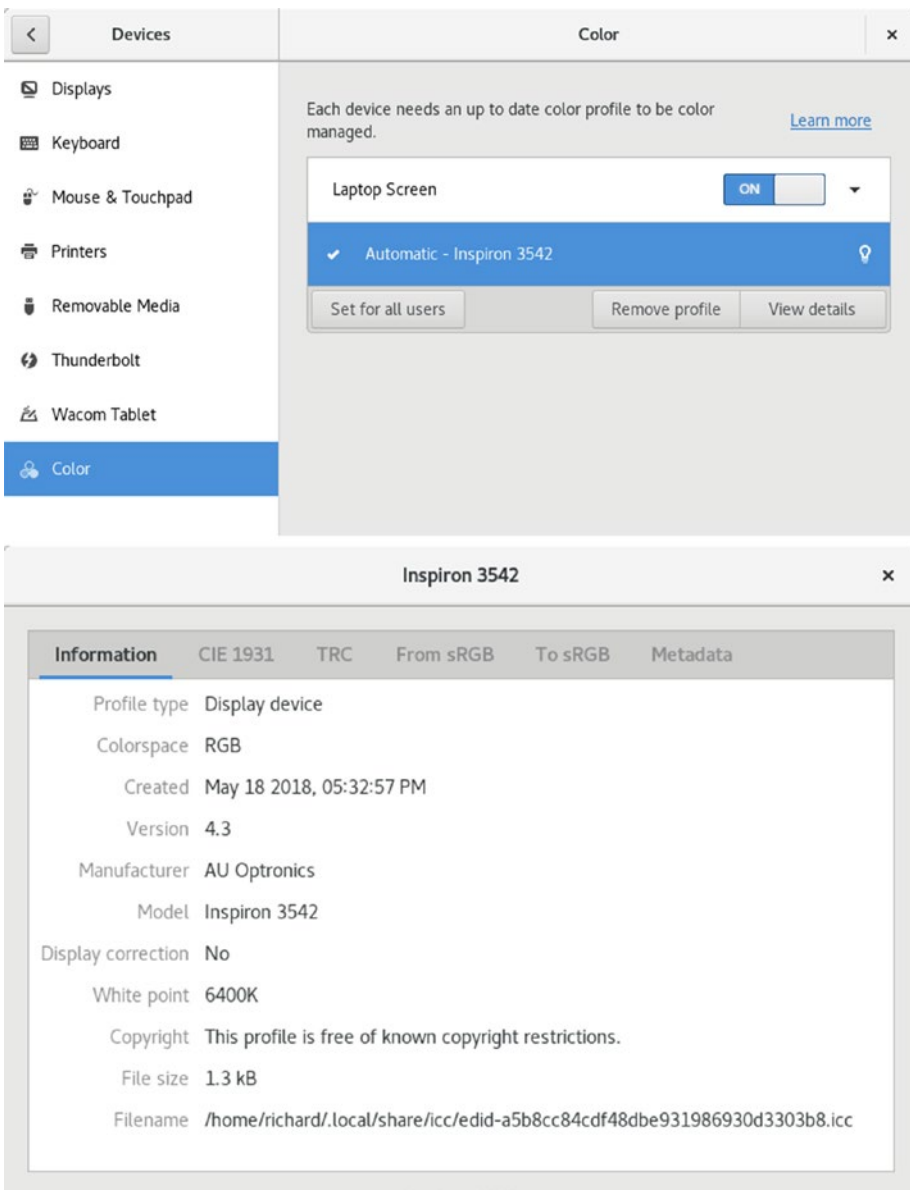 Devices
Color
Displays
Keyboard
Mouse & Touchpad
Printers
Removable Media
Thunderbolt
Wacom Tablet
Color
Each device needs an up to date color profile to be color
managed.
Learn more
Laptop Screen
ON
Automatic - Inspiron 3542
Set for all users
Remove profile
View details
Inspiron 3542
Information CIE 1931 TRC From sRGB To sRGB Metadata
Profile type Display device
Colorspace RGB
Created May 18 2018, 05:32:57 PM
Version 4.3
Manufacturer AU Optronics
Model Inspiron 3542
Display correction No
White point 6400K
Copyright This profile is free of known copyright restrictions.
File size 1.3 kB
Filename /home/richard/.local/share/icc/edid-a5b8cc84cdf48dbe931986930d3303b8.icc